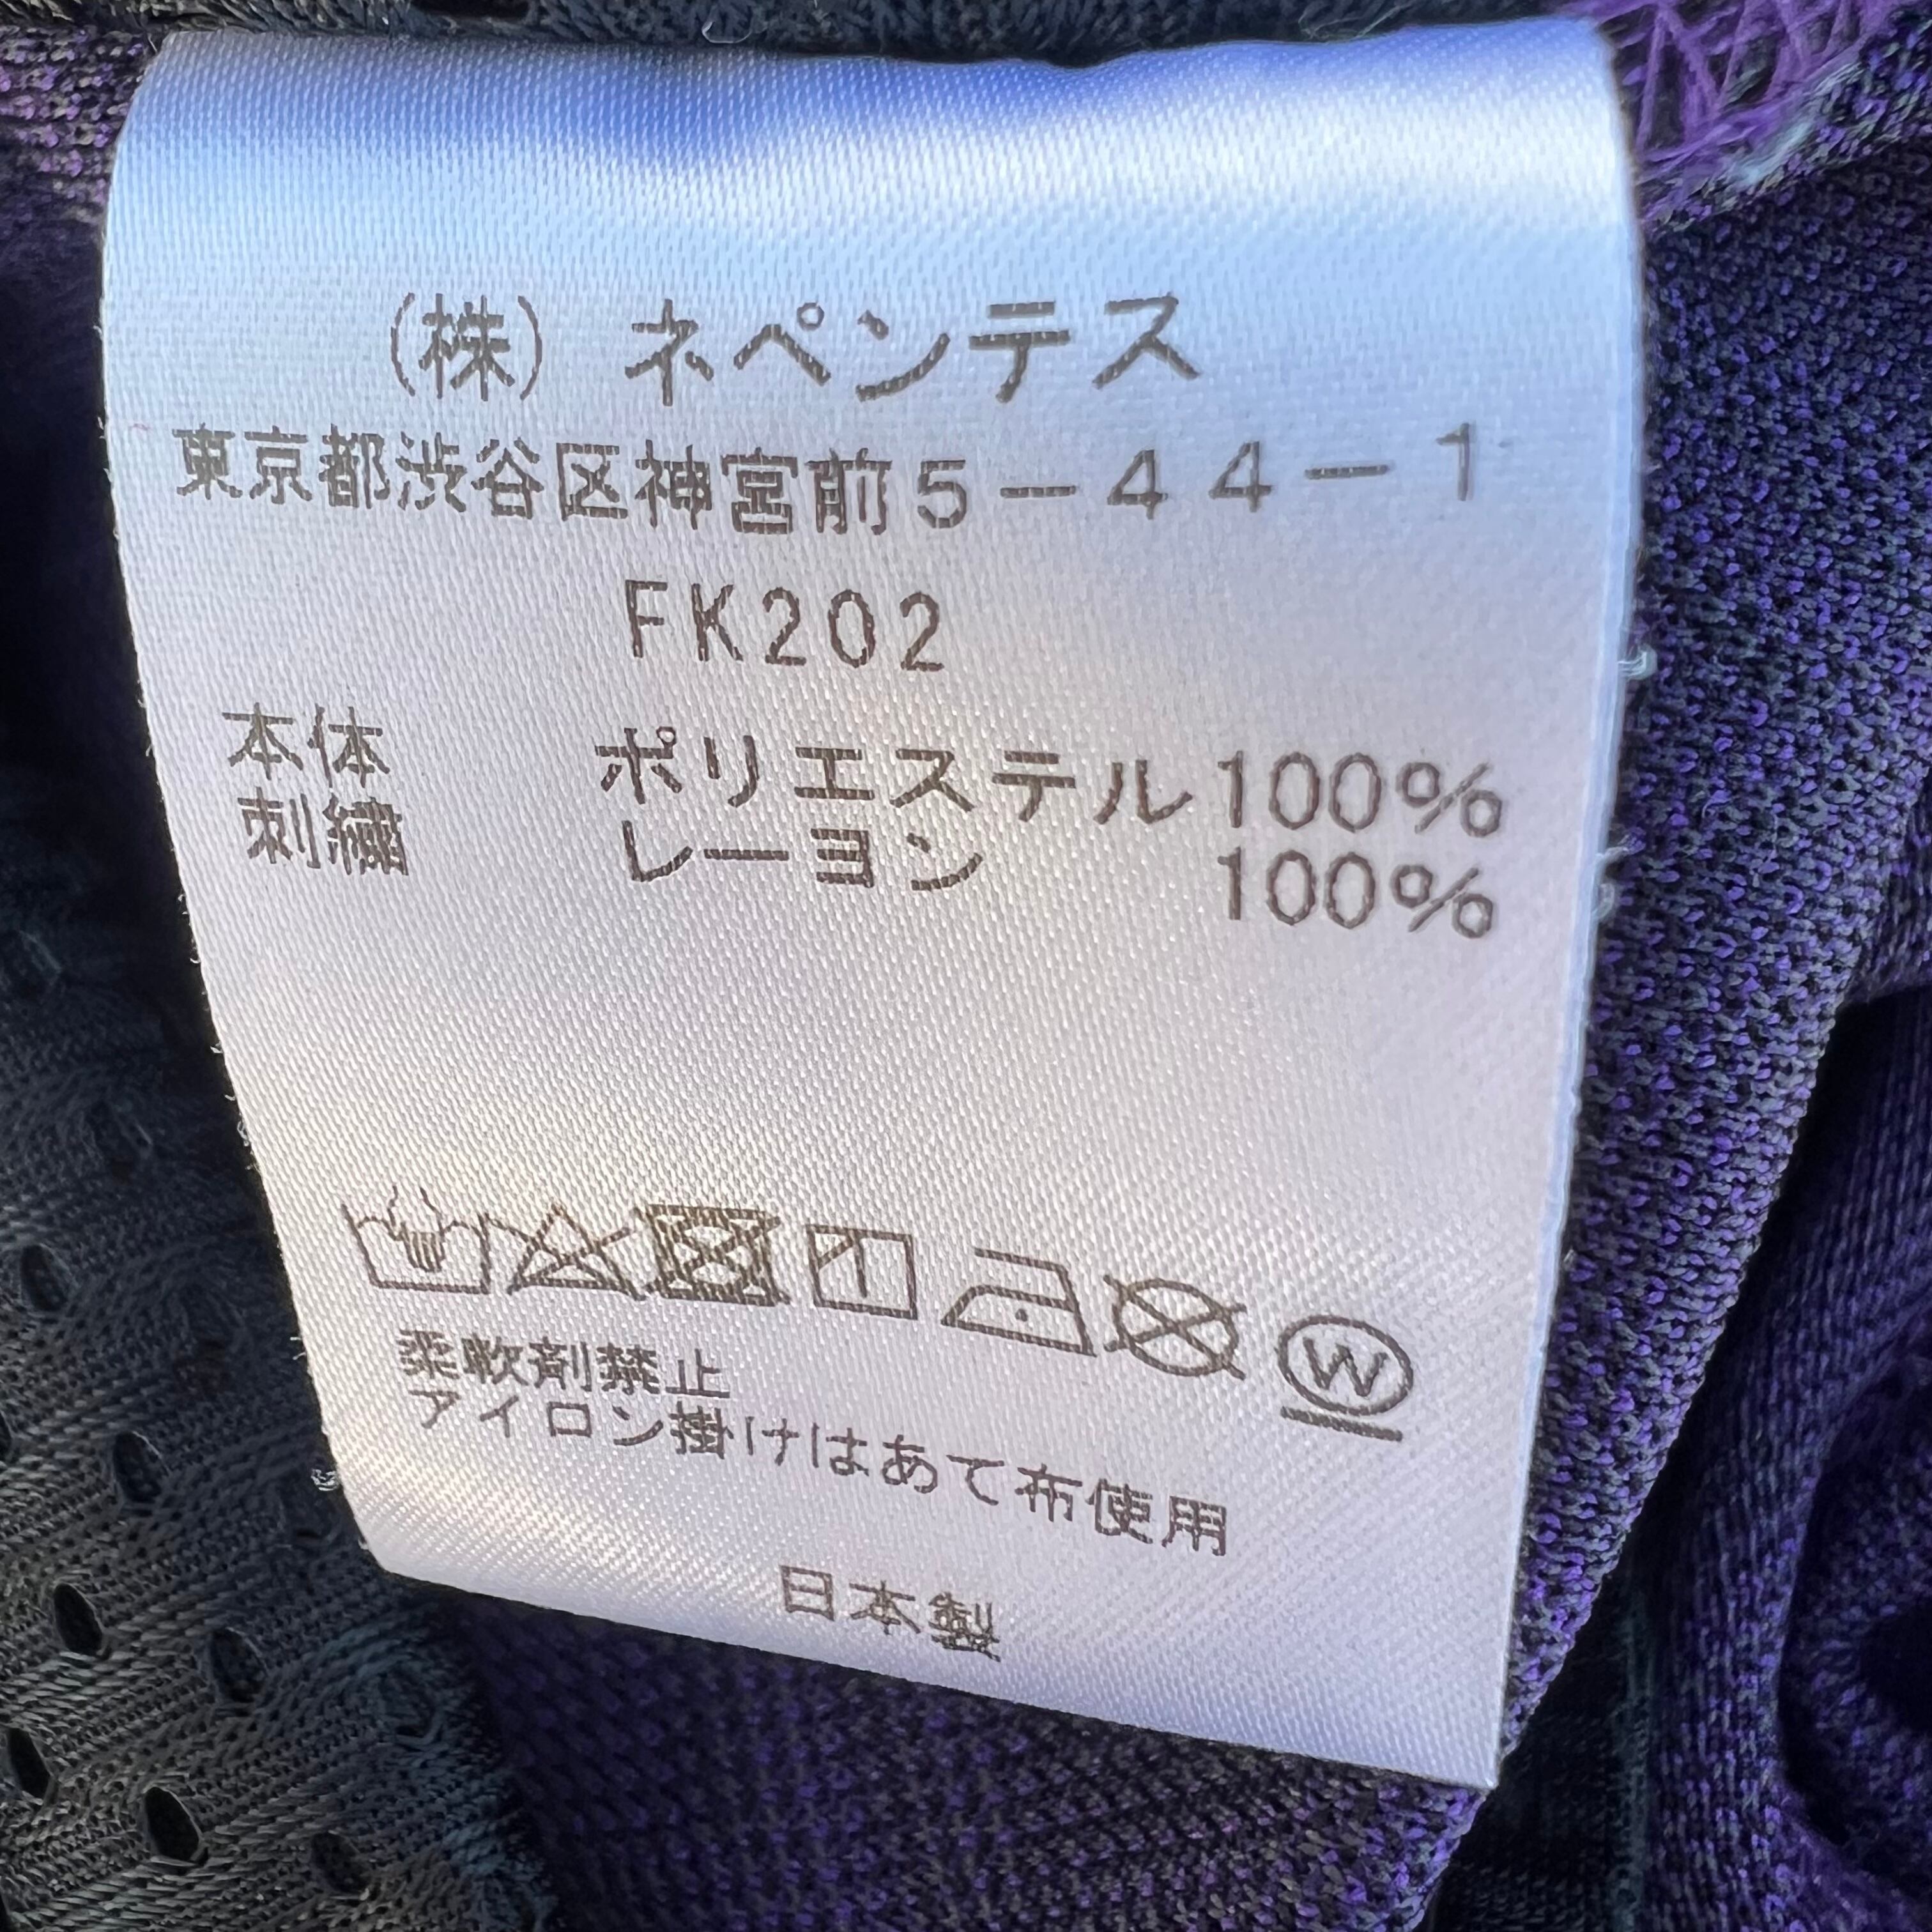 (株) ネペンテス
東京都渋谷区神宮前5-44-1
FK202
本体 ポリエステル100%
刺繍 レーヨン 100%
W
柔軟剤禁止
アイロン掛けはあて布使用
日本製